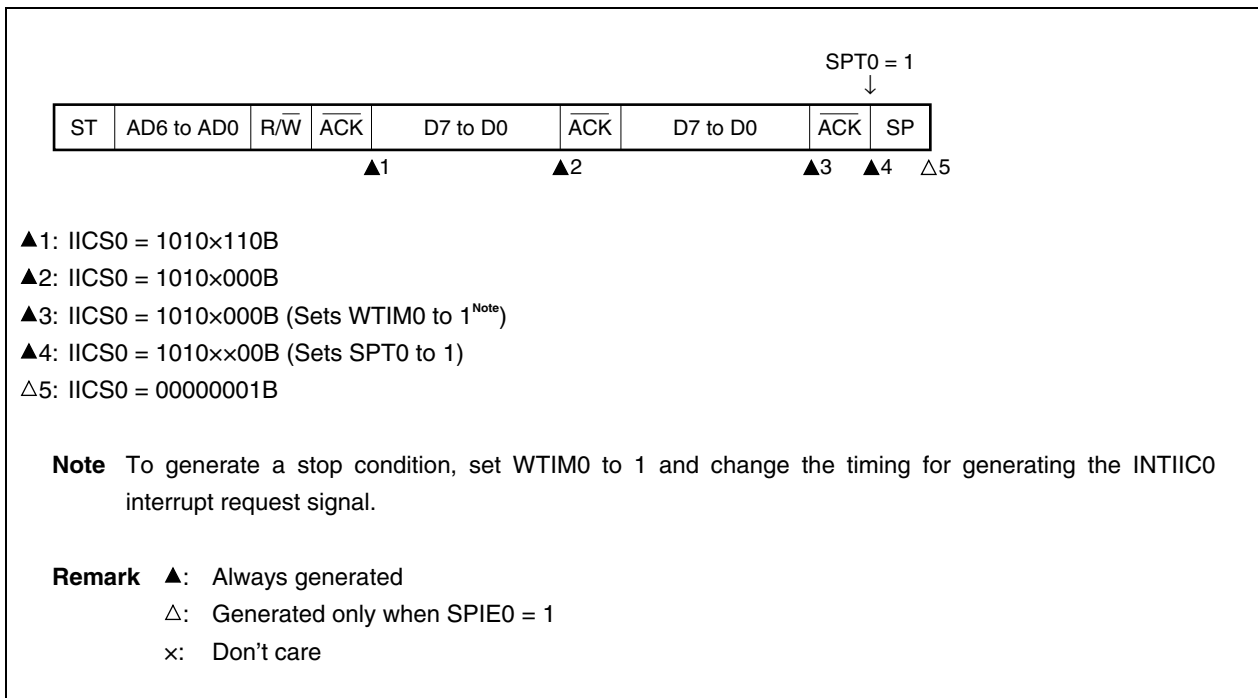 SPT0 = 1
↓
ST AD6 to AD0 R/W̅ A̅C̅K̅ D7 to D0 A̅C̅K̅ D7 to D0 A̅C̅K̅ SP
▲1 ▲2 ▲3 ▲4 △5
▲1: IICS0 = 1010×110B
▲2: IICS0 = 1010×000B
▲3: IICS0 = 1010×000B (Sets WTIM0 to 1Note)
▲4: IICS0 = 1010××00B (Sets SPT0 to 1)
△5: IICS0 = 00000001B
Note To generate a stop condition, set WTIM0 to 1 and change the timing for generating the INTIIC0
interrupt request signal.
Remark ▲: Always generated
△: Generated only when SPIE0 = 1
×: Don't care